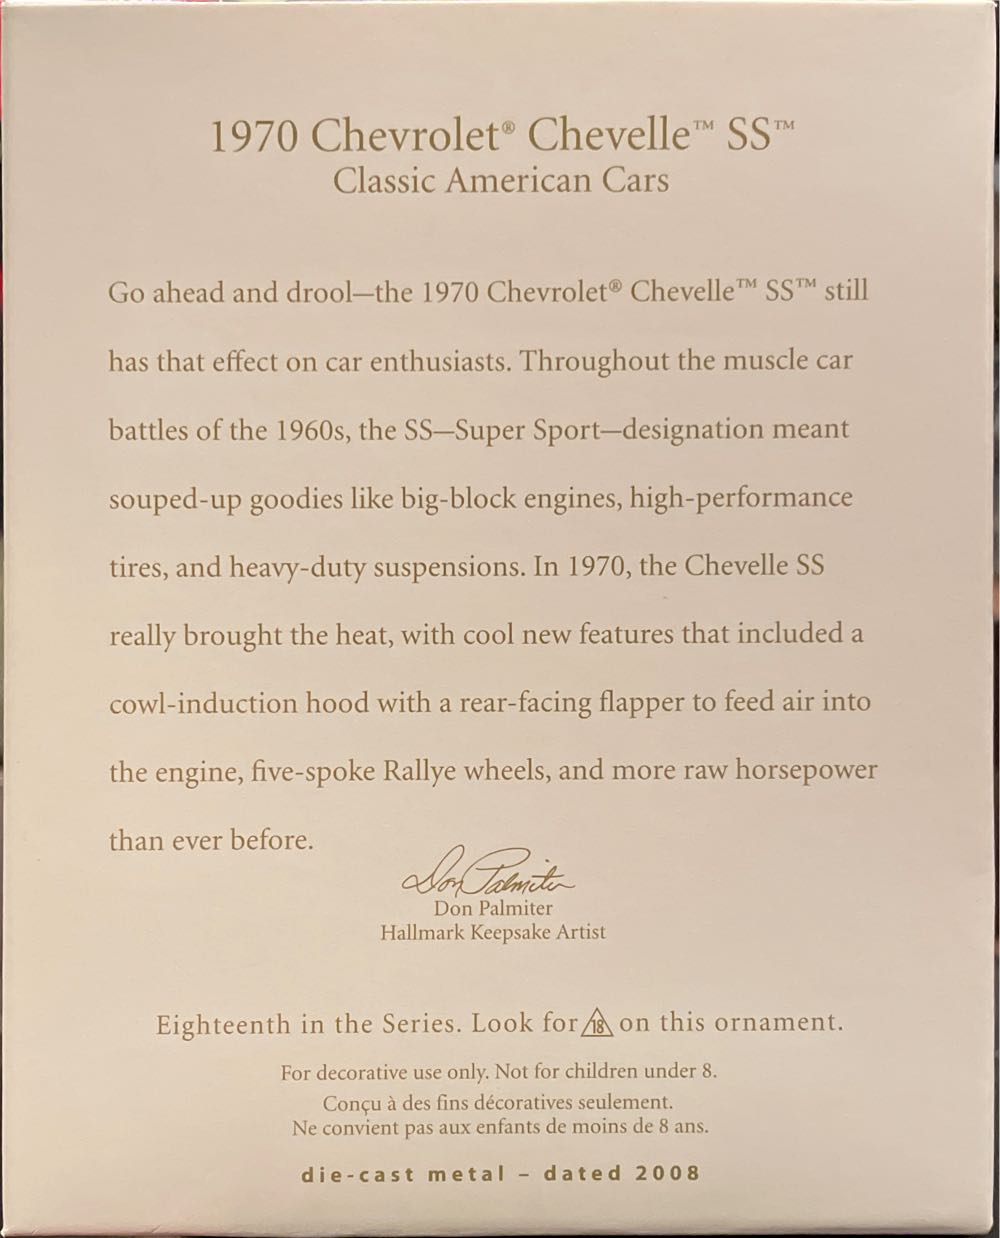 1970 Chevrolet® Chevelle™ SS™
Classic American Cars
Go ahead and drool—the 1970 Chevrolet® Chevelle™ SS™ still
has that effect on car enthusiasts. Throughout the muscle car
battles of the 1960s, the SS—Super Sport—designation meant
souped-up goodies like big-block engines, high-performance
tires, and heavy-duty suspensions. In 1970, the Chevelle SS
really brought the heat, with cool new features that included a
cowl-induction hood with a rear-facing flapper to feed air into
the engine, five-spoke Rallye wheels, and more raw horsepower
than ever before.
Don Palmiter
Don Palmiter
Hallmark Keepsake Artist
Eighteenth in the Series. Look for 18 on this ornament.
For decorative use only. Not for children under 8.
Conçu à des fins décoratives seulement.
Ne convient pas aux enfants de moins de 8 ans.
die-cast metal – dated 2008